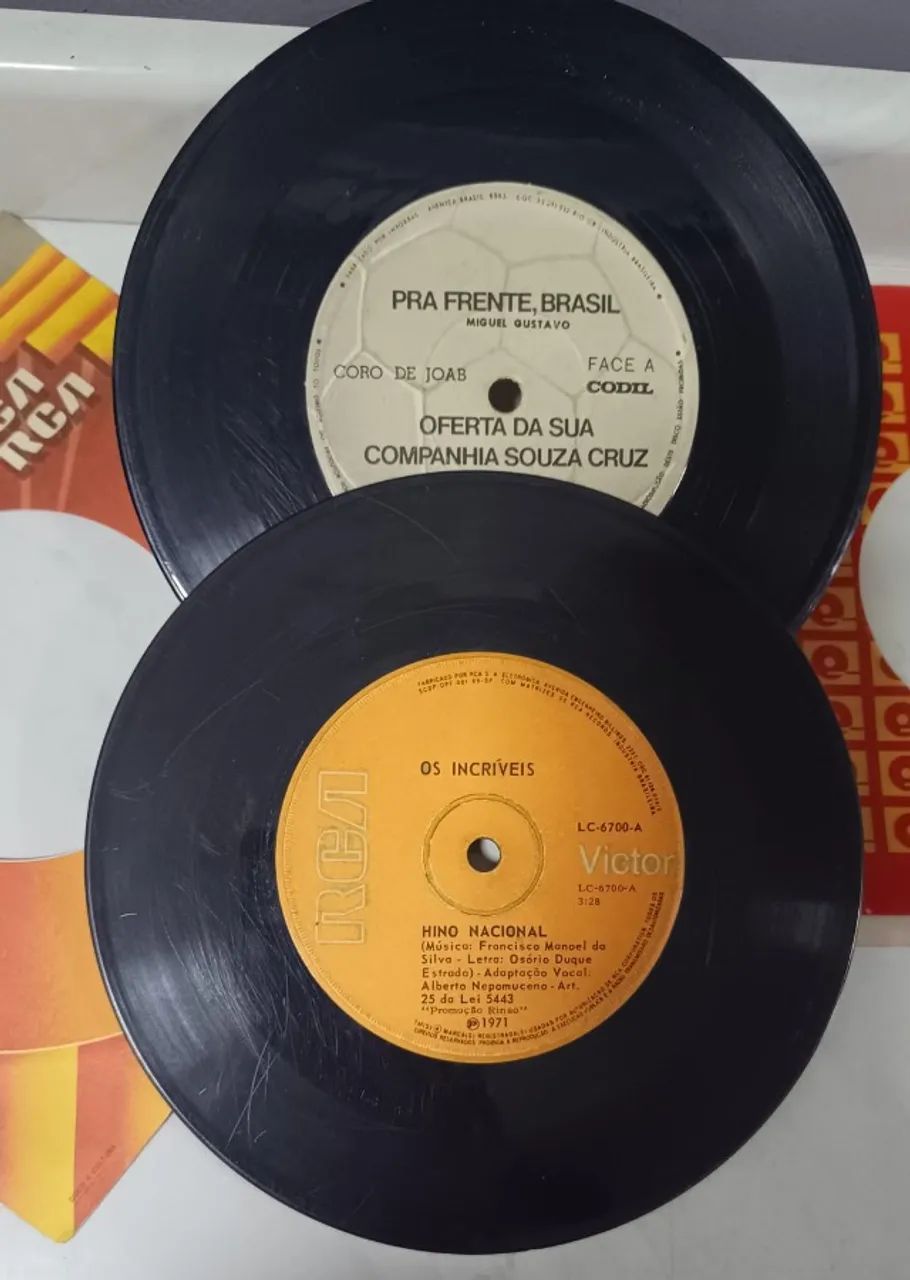 PRA FRENTE, BRASIL
MIGUEL GUSTAVO
CORO DE JOAB
FACE A
CODIL
OFERTA DA SUA
COMPANHIA SOUZA CRUZ
RCA
RCA
OS INCRÍVEIS
LC-6700-A
Victor
LC-6700-A
3:28
HINO NACIONAL
(Música: Francisco Manoel da
Silva - Letra: Osório Duque
Estrada) - Adaptação Vocal:
Alberto Nepomuceno - Art.
25 da Lei 5443
"Promoção Rinso"
℗ 1971